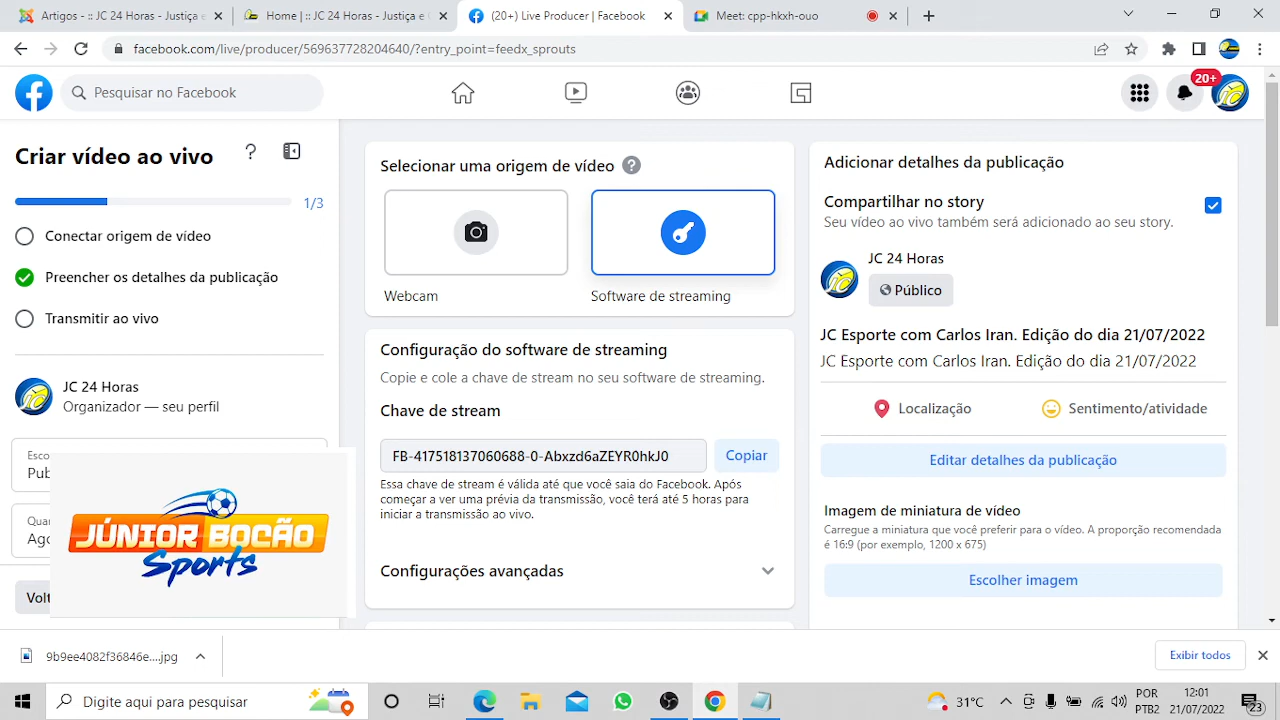 Artigos - JC 24 Horas - Justiça e
Home | :: JC 24 Horas - Justiça e
(20+) Live Producer | Facebook
Meet: cpp-hkxh-ouo
facebook.com/live/producer/569637728204640/?entry_point=feedx_sprouts
Pesquisar no Facebook
20+
Criar vídeo ao vivo
1/3
Conectar origem de vídeo
Preencher os detalhes da publicação
Transmitir ao vivo
JC 24 Horas
Organizador — seu perfil
Esco
Pub
Qua
Ago
Volt
JÚNIOR BOCÃO
Sports
Selecionar uma origem de vídeo
Webcam
Software de streaming
Configuração do software de streaming
Copie e cole a chave de stream no seu software de streaming.
Chave de stream
FB-417518137060688-0-Abxzd6aZEYR0hkJ0
Copiar
Essa chave de stream é válida até que você saia do Facebook. Após
começar a ver uma prévia da transmissão, você terá até 5 horas para
iniciar a transmissão ao vivo.
Configurações avançadas
Adicionar detalhes da publicação
Compartilhar no story
Seu vídeo ao vivo também será adicionado ao seu story.
JC 24 Horas
Público
JC Esporte com Carlos Iran. Edição do dia 21/07/2022
JC Esporte com Carlos Iran. Edição do dia 21/07/2022
Localização
Sentimento/atividade
Editar detalhes da publicação
Imagem de miniatura de vídeo
Carregue a miniatura que você preferir para o vídeo. A proporção recomendada
é 16:9 (por exemplo, 1200 x 675)
Escolher imagem
9b9ee4082f36846e....jpg
Exibir todos
Digite aqui para pesquisar
31°C
POR
PTB2
12:01
21/07/2022
23